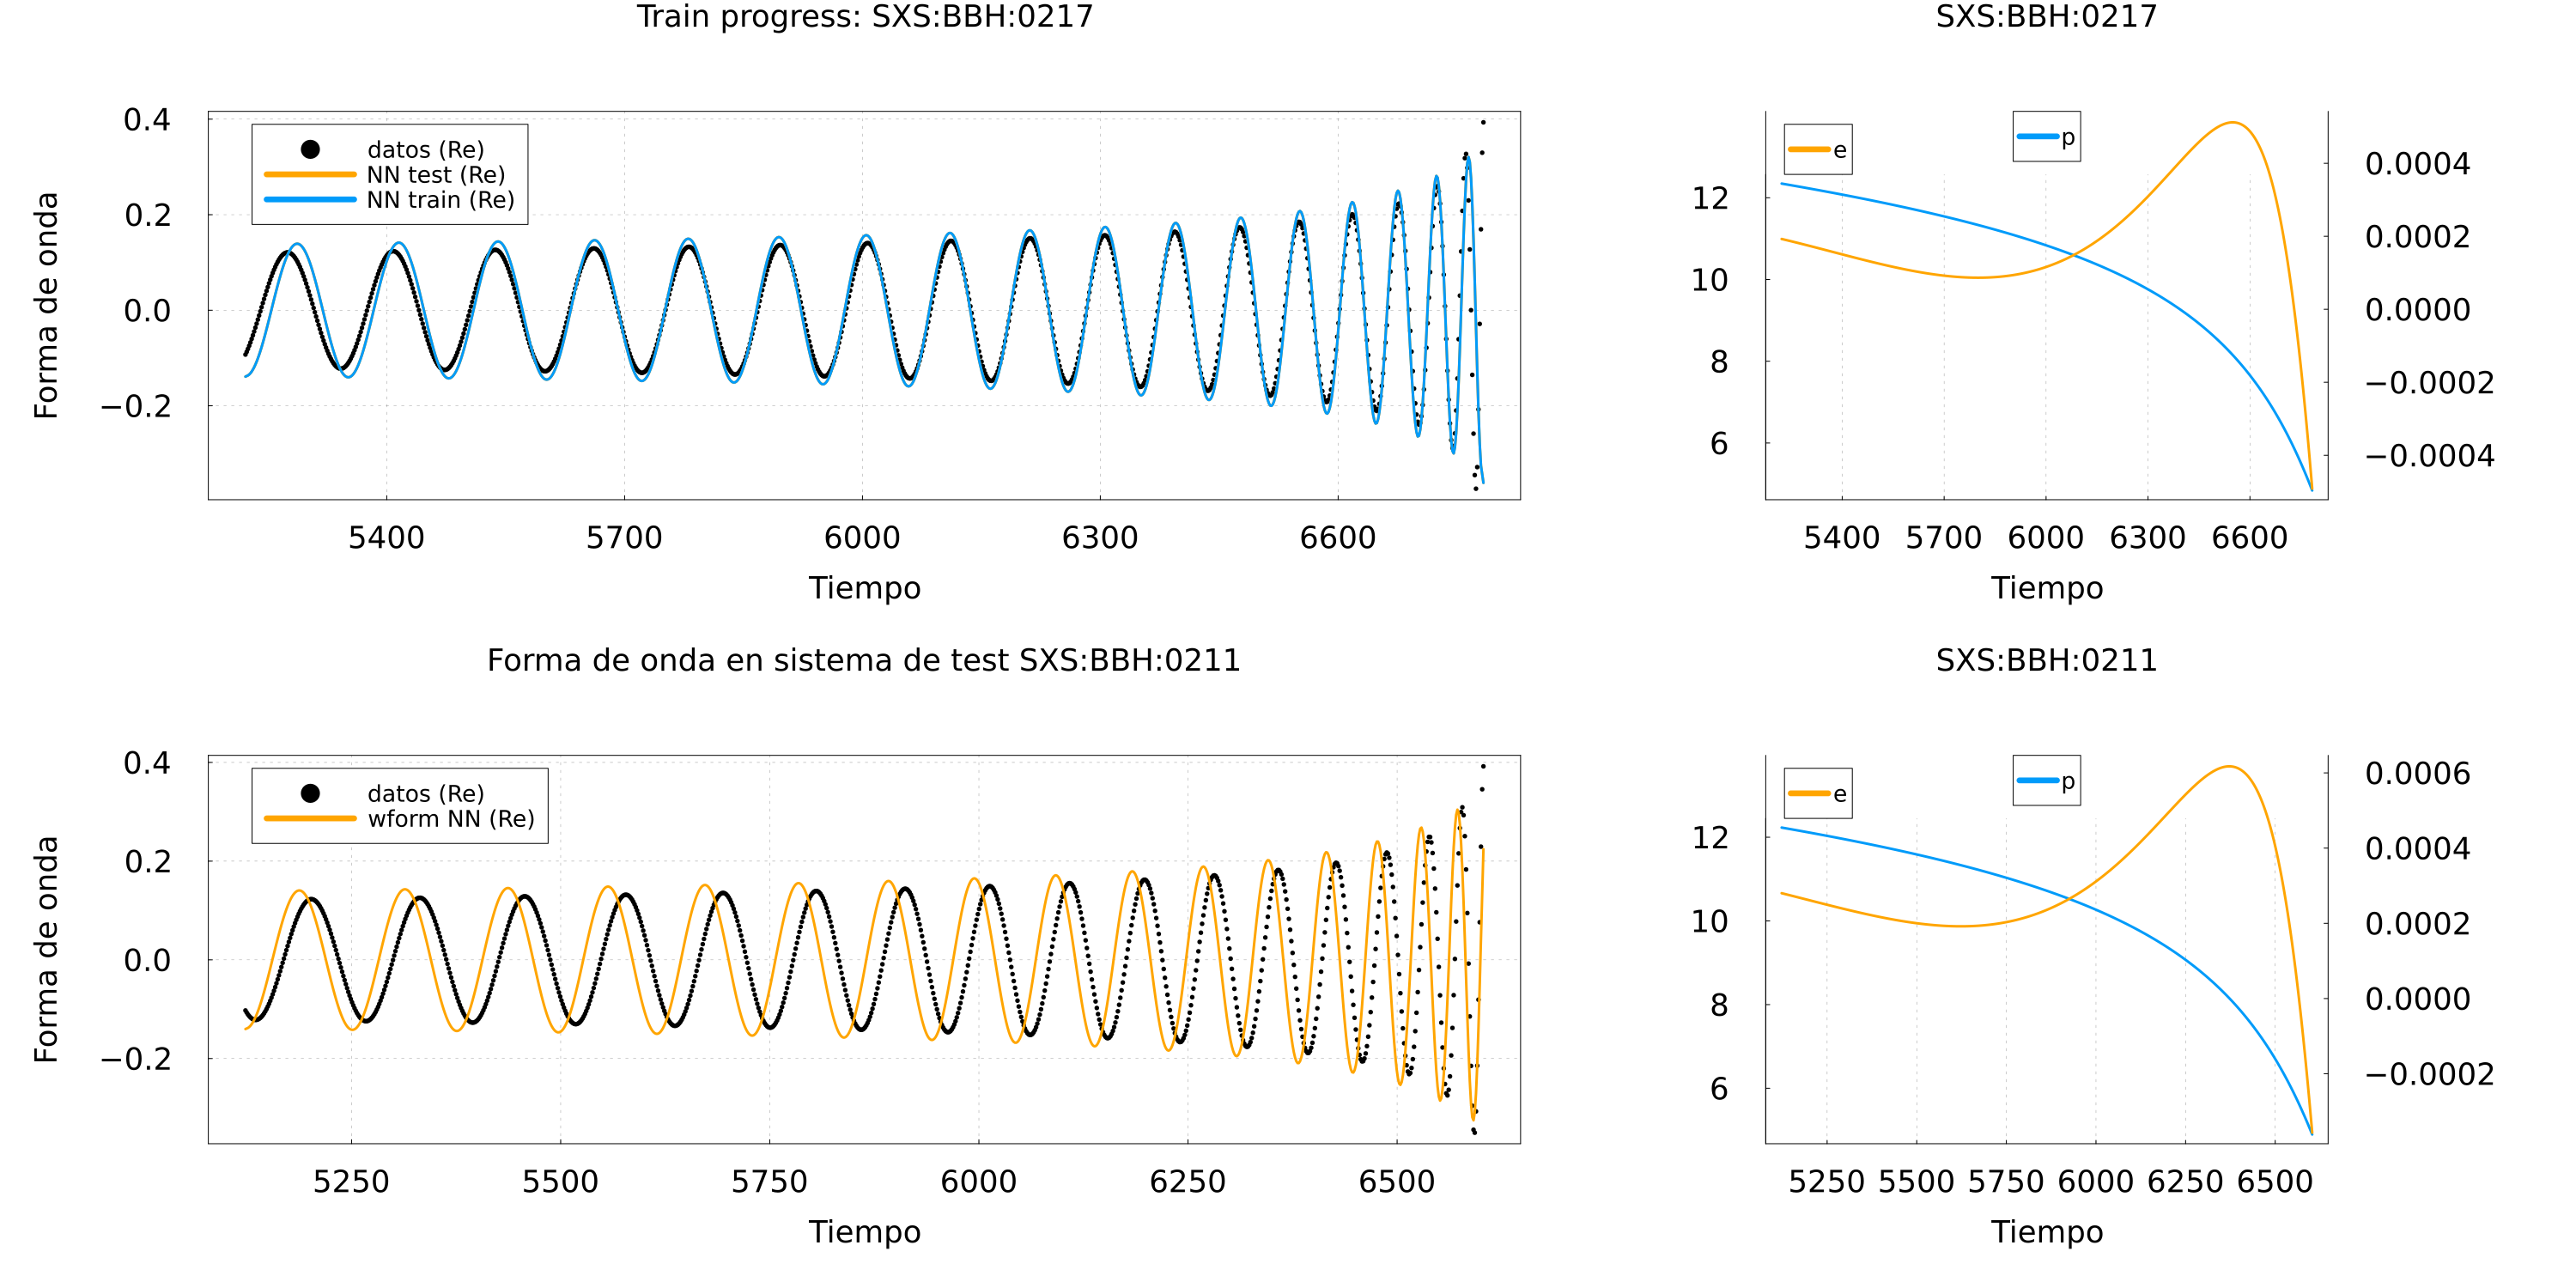 Train progress: SXS:BBH:0217
Forma de onda
0.4
0.2
0.0
−0.2
datos (Re)
NN test (Re)
NN train (Re)
5400 5700 6000 6300 6600
Tiempo
SXS:BBH:0217
12
10
8
6
e
p
0.0004
0.0002
0.0000
−0.0002
−0.0004
5400 5700 6000 6300 6600
Tiempo
Forma de onda en sistema de test SXS:BBH:0211
Forma de onda
0.4
0.2
0.0
−0.2
datos (Re)
wform NN (Re)
5250 5500 5750 6000 6250 6500
Tiempo
SXS:BBH:0211
12
10
8
6
e
p
0.0006
0.0004
0.0002
0.0000
−0.0002
5250 5500 5750 6000 6250 6500
Tiempo